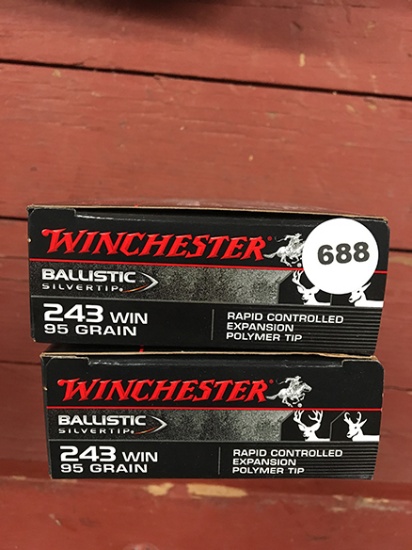 WINCHESTER®
688
BALLISTIC
SILVERTIP®
243 WIN
95 GRAIN
RAPID CONTROLLED
EXPANSION
POLYMER TIP
WINCHESTER®
BALLISTIC
SILVERTIP®
243 WIN
95 GRAIN
RAPID CONTROLLED
EXPANSION
POLYMER TIP